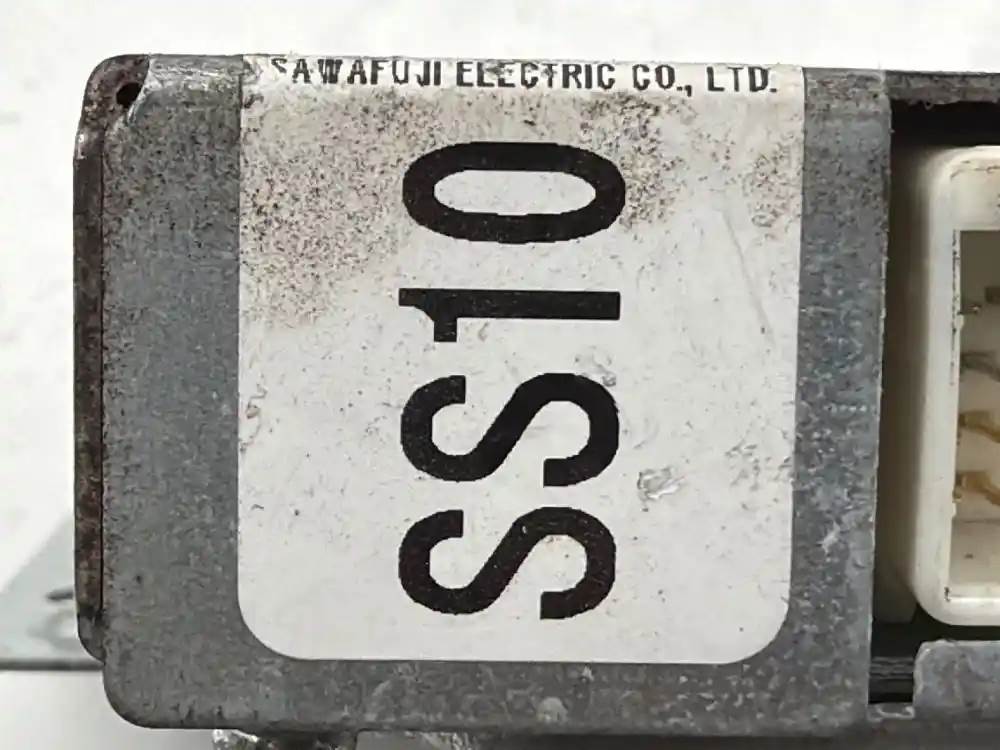 SAWAFUJI ELECTRIC CO., LTD.
SS10